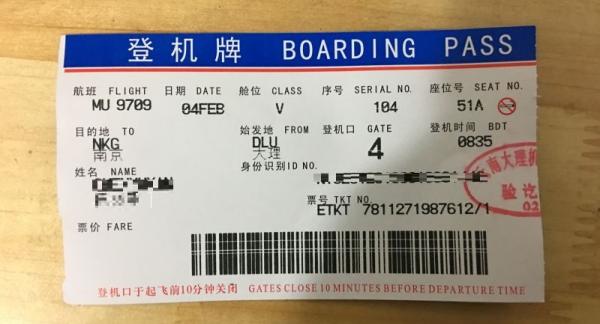 登机牌 BOARDING PASS
航班 FLIGHT 日期 DATE 舱位 CLASS 序号 SERIAL NO. 座位号 SEAT NO.
MU 9709 04FEB V 104 51A
目的地 TO 始发地 FROM 登机口 GATE 登机时间 BDT
NKG DLU 4 0835
南京 大理
姓名 NAME 身份识别ID NO.
票号 TKT NO.
ETKT 7811271987612/1
票价 FARE
南大理机
验讫
02
登机口于起飞前10分钟关闭 GATES CLOSE 10 MINUTES BEFORE DEPARTURE TIME